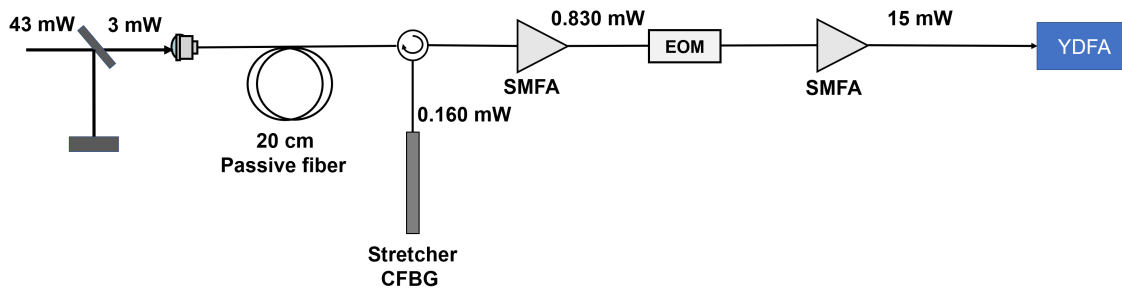 43 mW
3 mW
0.830 mW
15 mW
EOM
YDFA
SMFA
SMFA
0.160 mW
20 cm
Passive fiber
Stretcher
CFBG